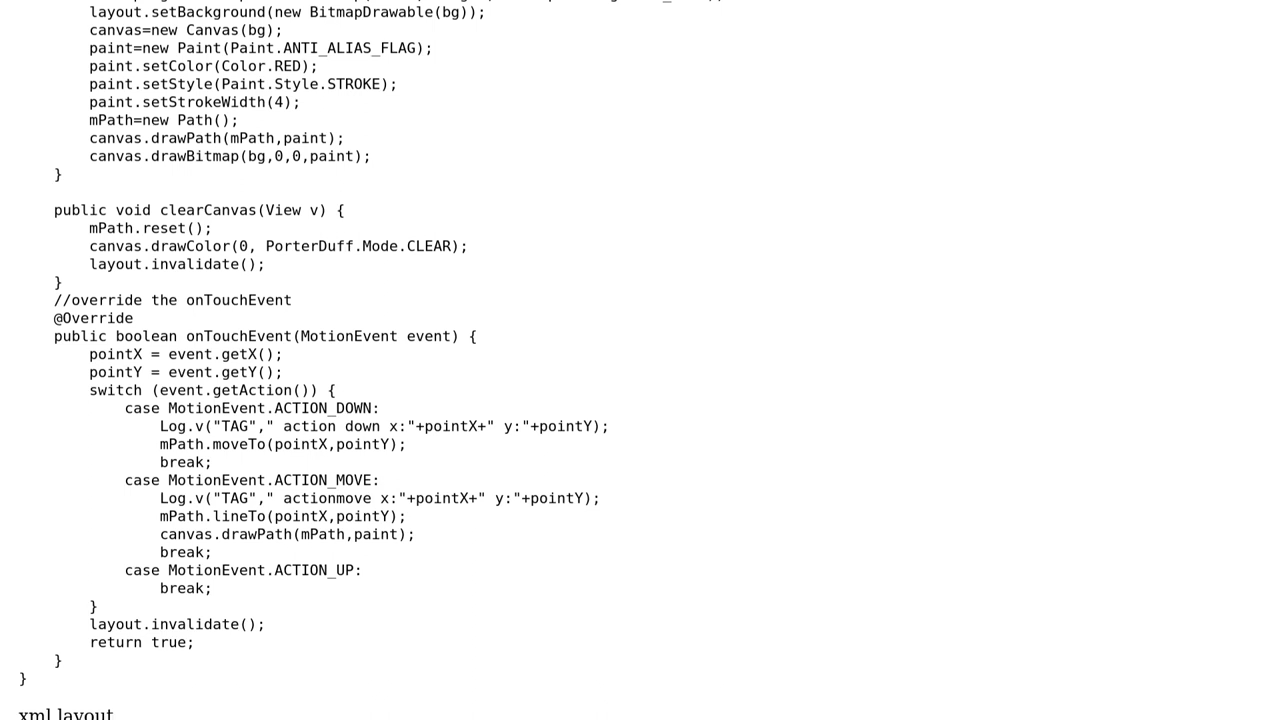 layout.setBackground(new BitmapDrawable(bg));
canvas=new Canvas(bg);
paint=new Paint(Paint.ANTI_ALIAS_FLAG);
paint.setColor(Color.RED);
paint.setStyle(Paint.Style.STROKE);
paint.setStrokeWidth(4);
mPath=new Path();
canvas.drawPath(mPath,paint);
canvas.drawBitmap(bg,0,0,paint);
}
public void clearCanvas(View v) {
mPath.reset();
canvas.drawColor(0, PorterDuff.Mode.CLEAR);
layout.invalidate();
}
//override the onTouchEvent
@Override
public boolean onTouchEvent(MotionEvent event) {
pointX = event.getX();
pointY = event.getY();
switch (event.getAction()) {
case MotionEvent.ACTION_DOWN:
Log.v("TAG"," action down x:"+pointX+" y:"+pointY);
mPath.moveTo(pointX,pointY);
break;
case MotionEvent.ACTION_MOVE:
Log.v("TAG"," actionmove x:"+pointX+" y:"+pointY);
mPath.lineTo(pointX,pointY);
canvas.drawPath(mPath,paint);
break;
case MotionEvent.ACTION_UP:
break;
}
layout.invalidate();
return true;
}
}
xml layout